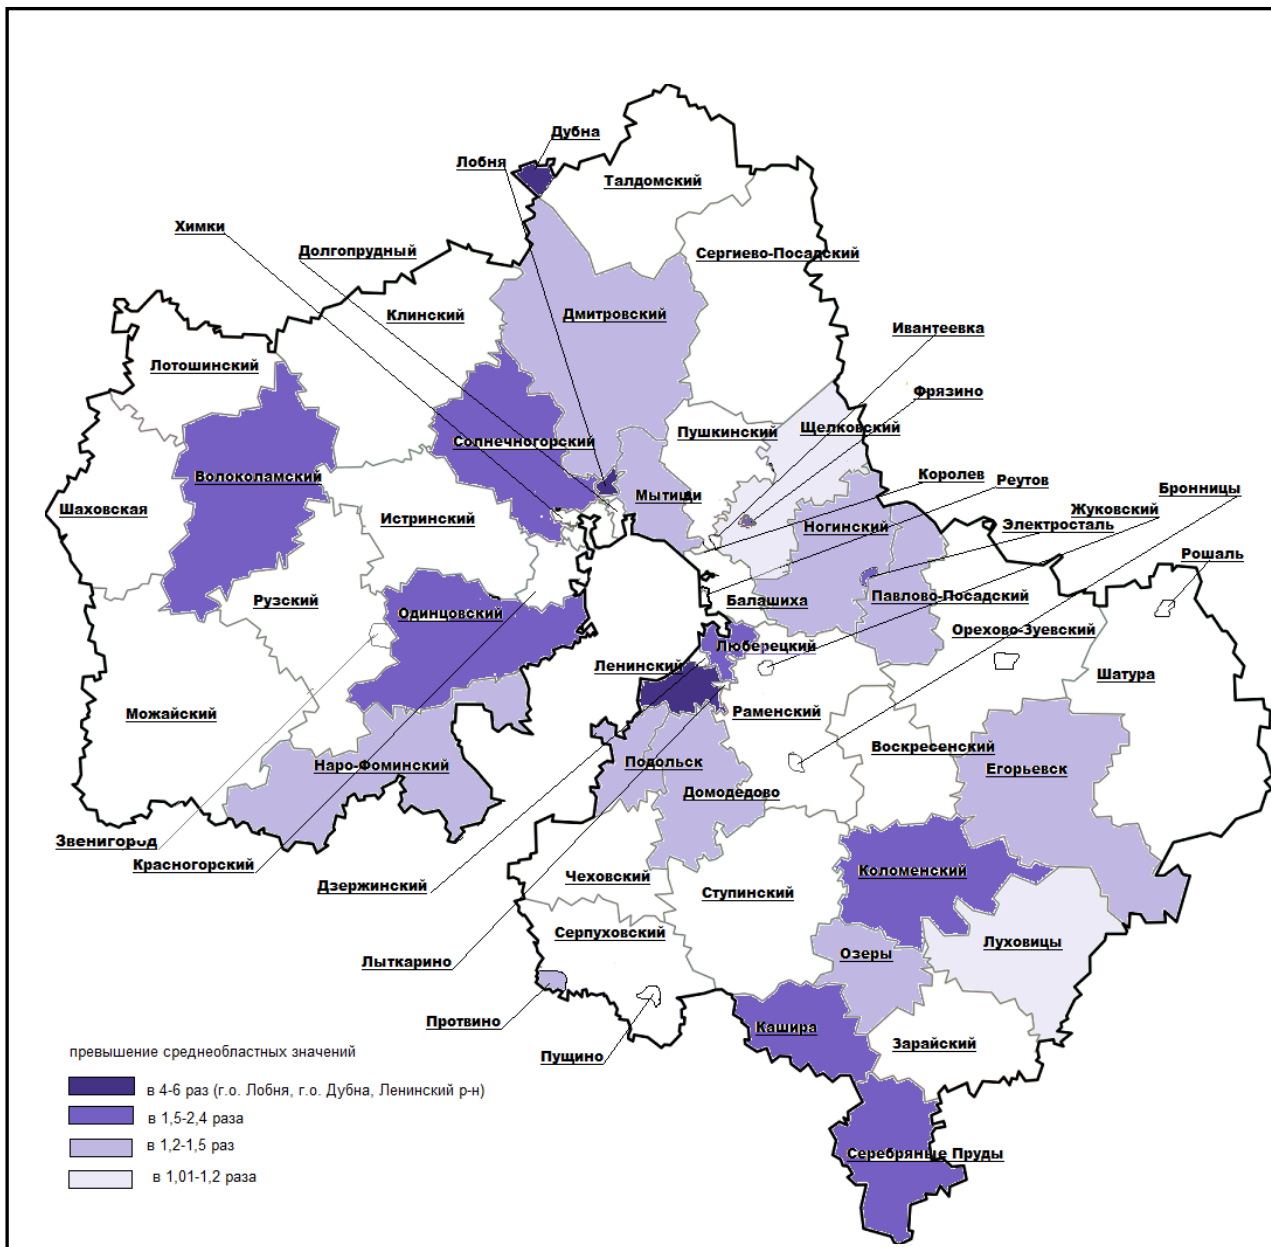 Дубна
Лобня
Талдомский
Химки
Долгопрудный
Сергиево-Посадский
Клинский
Дмитровский
Ивантеевка
Лотошинский
Фрязино
Пушкинский
Щелковский
Солнечногорский
Волоколамский
Королев
Реутов
Бронницы
Мытищи
Шаховская
Истринский
Ногинский
Жуковский
Электросталь
Рошаль
Балашиха
Павлово-Посадский
Рузский
Одинцовский
Орехово-Зуевский
Люберецкий
Ленинский
Шатура
Можайский
Раменский
Воскресенский
Наро-Фоминский
Подольск
Егорьевск
Домодедово
Звенигород
Красногорский
Дзержинский
Чеховский
Коломенский
Ступинский
Серпуховский
Луховицы
Озеры
Лыткарино
Протвино
Кашира
Зарайский
Пущино
превышение среднеобластных значений
в 4-6 раз (г.о. Лобня, г.о. Дубна, Ленинский р-н)
в 1,5-2,4 раза
в 1,2-1,5 раз
Серебряные Пруды
в 1,01-1,2 раза